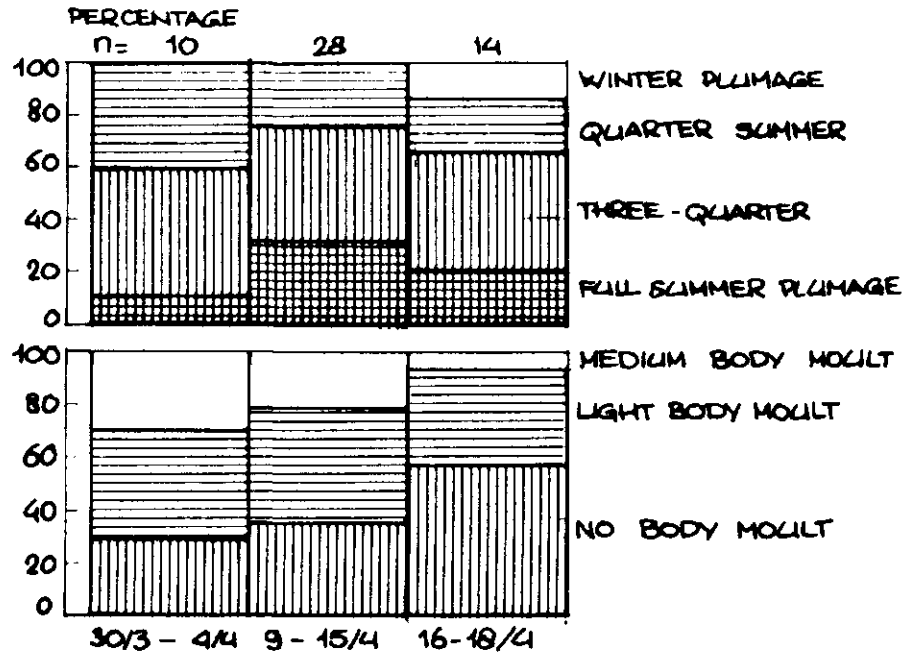 PERCENTAGE
n= 10 28 14
100
80
60
40
20
0
WINTER PLUMAGE
QUARTER SUMMER
THREE-QUARTER
FULL SUMMER PLUMAGE
100
80
60
40
20
0
MEDIUM BODY MOULT
LIGHT BODY MOULT
NO BODY MOULT
30/3 - 4/4 9 - 15/4 16-18/4